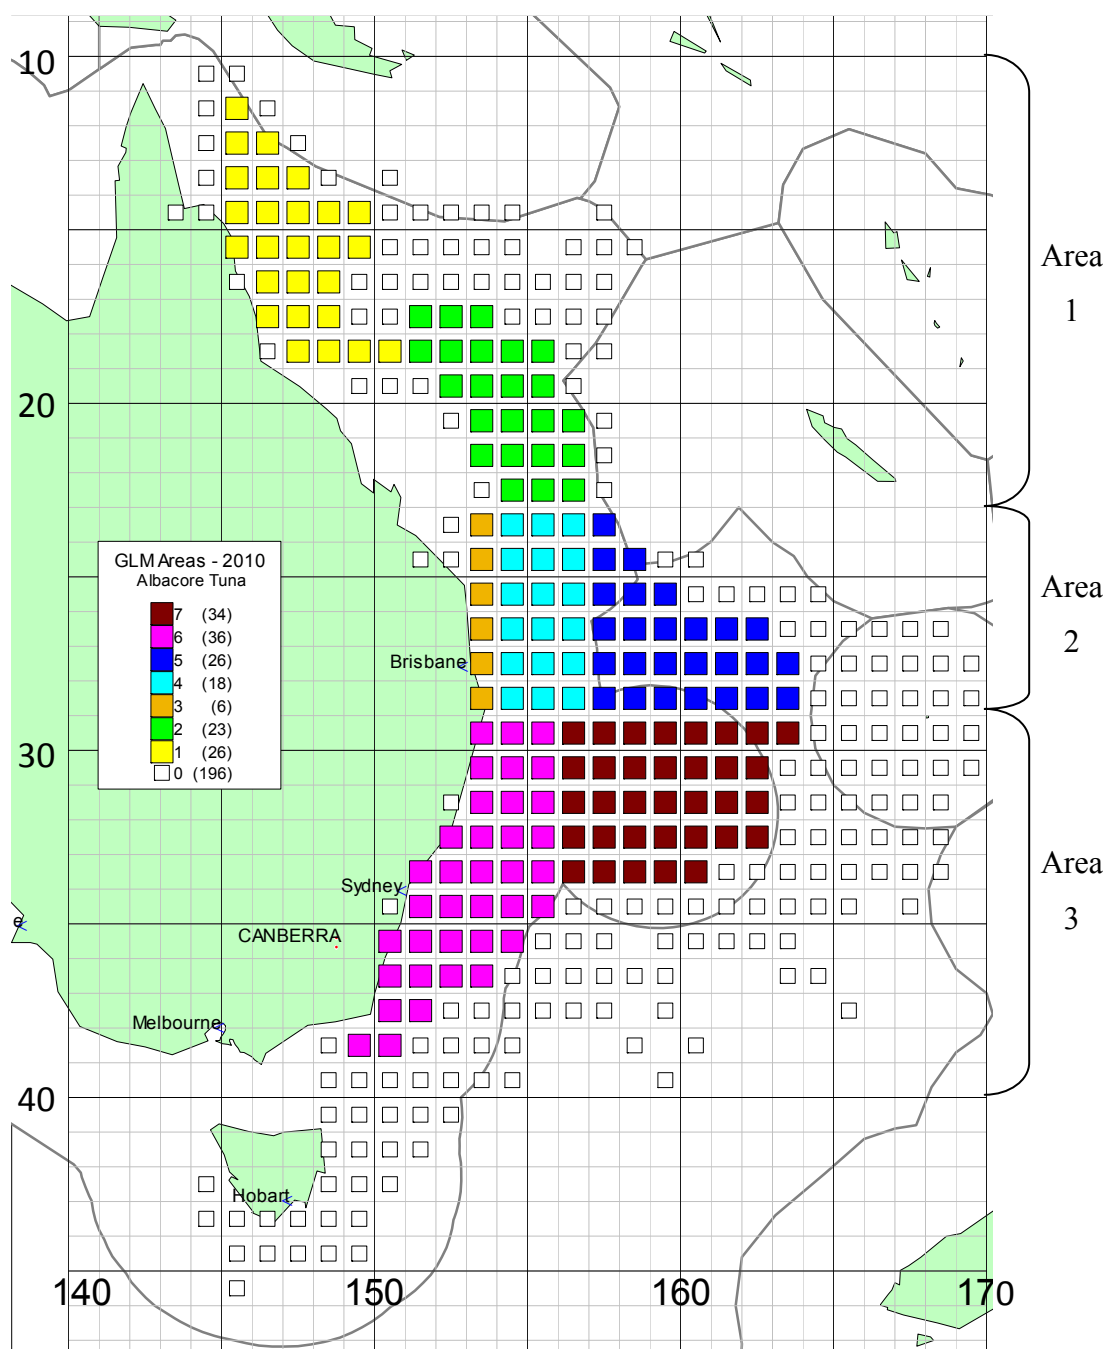 10
Area
1
20
GLM Areas - 2010
Albacore Tuna
7 (34)
6 (36)
5 (26)
4 (18)
3 (6)
2 (23)
1 (26)
0 (196)
Area
2
Brisbane
30
Area
3
Sydney
e
CANBERRA
Melbourne
40
Hobart
140
150
160
170